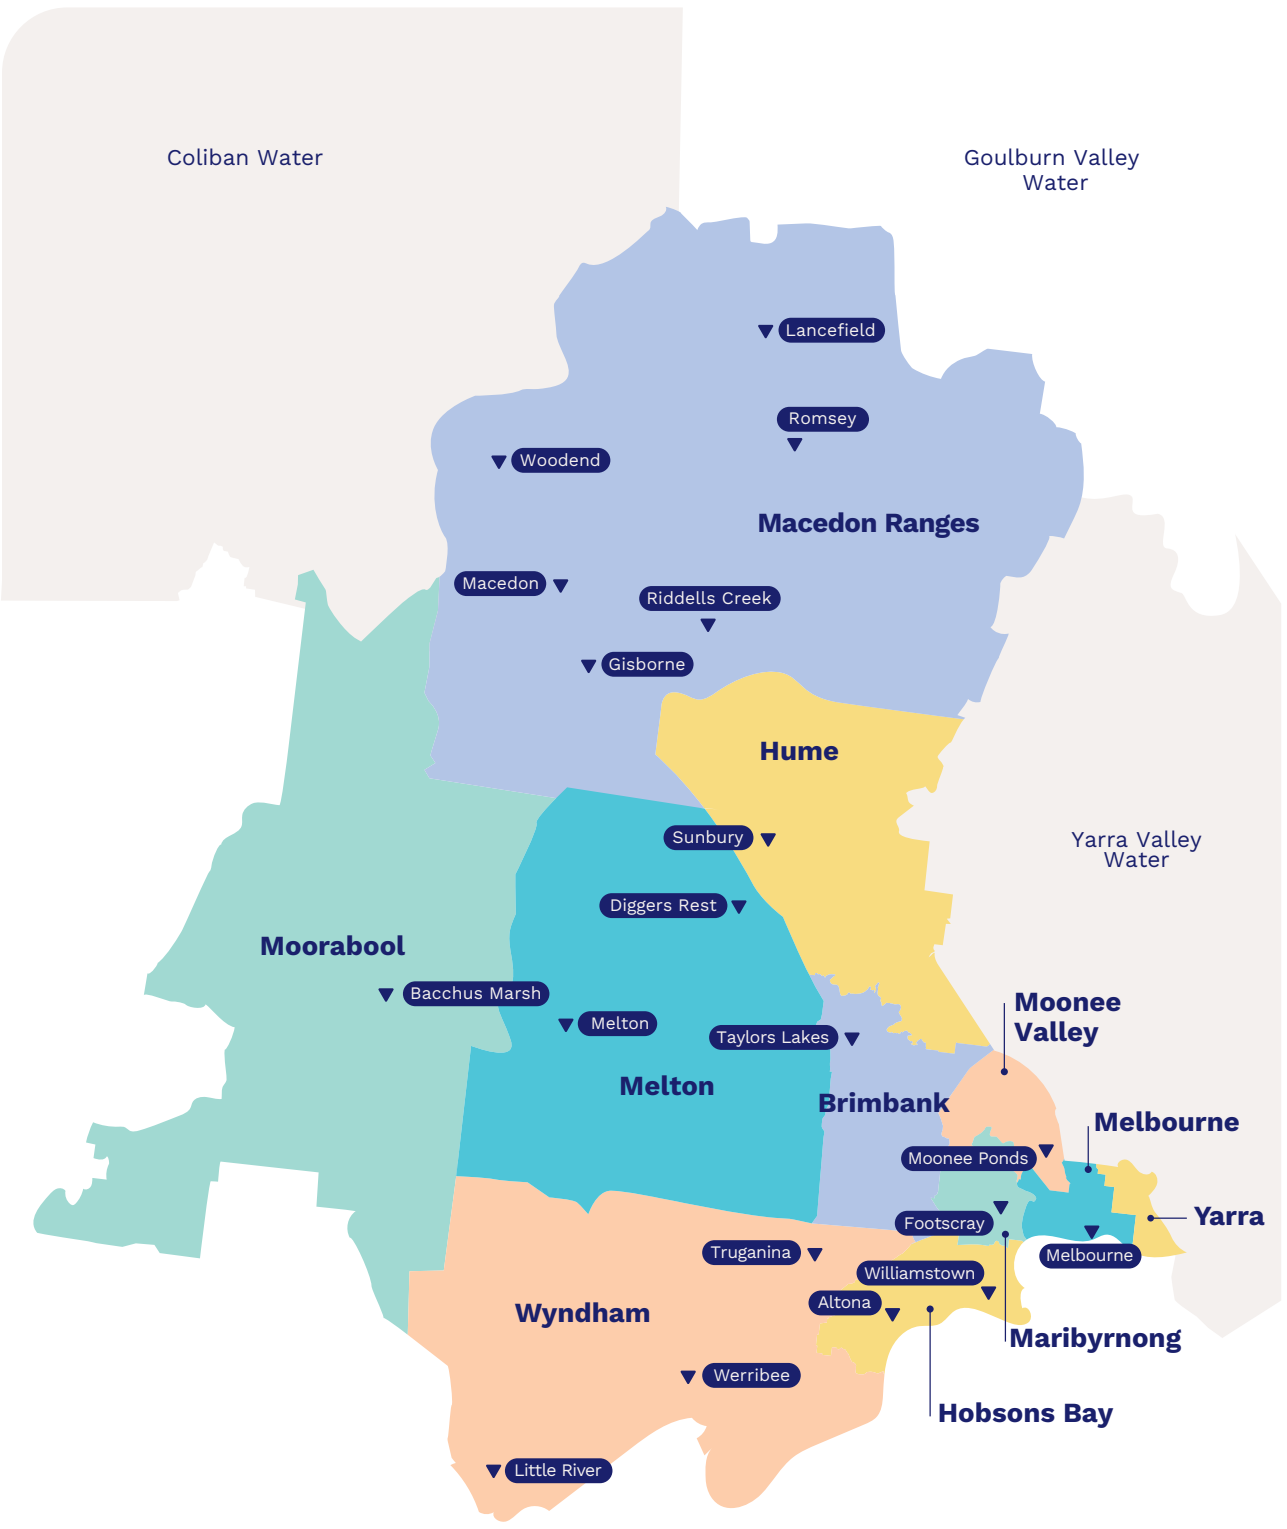 Coliban Water
Goulburn Valley
Water
Lancefield
Romsey
Woodend
Macedon Ranges
Macedon
Riddells Creek
Gisborne
Hume
Sunbury
Yarra Valley
Water
Diggers Rest
Moorabool
Bacchus Marsh
Moonee
Valley
Melton
Taylors Lakes
Melton
Brimbank
Melbourne
Moonee Ponds
Yarra
Footscray
Truganina
Melbourne
Williamstown
Altona
Wyndham
Maribyrnong
Werribee
Hobsons Bay
Little River